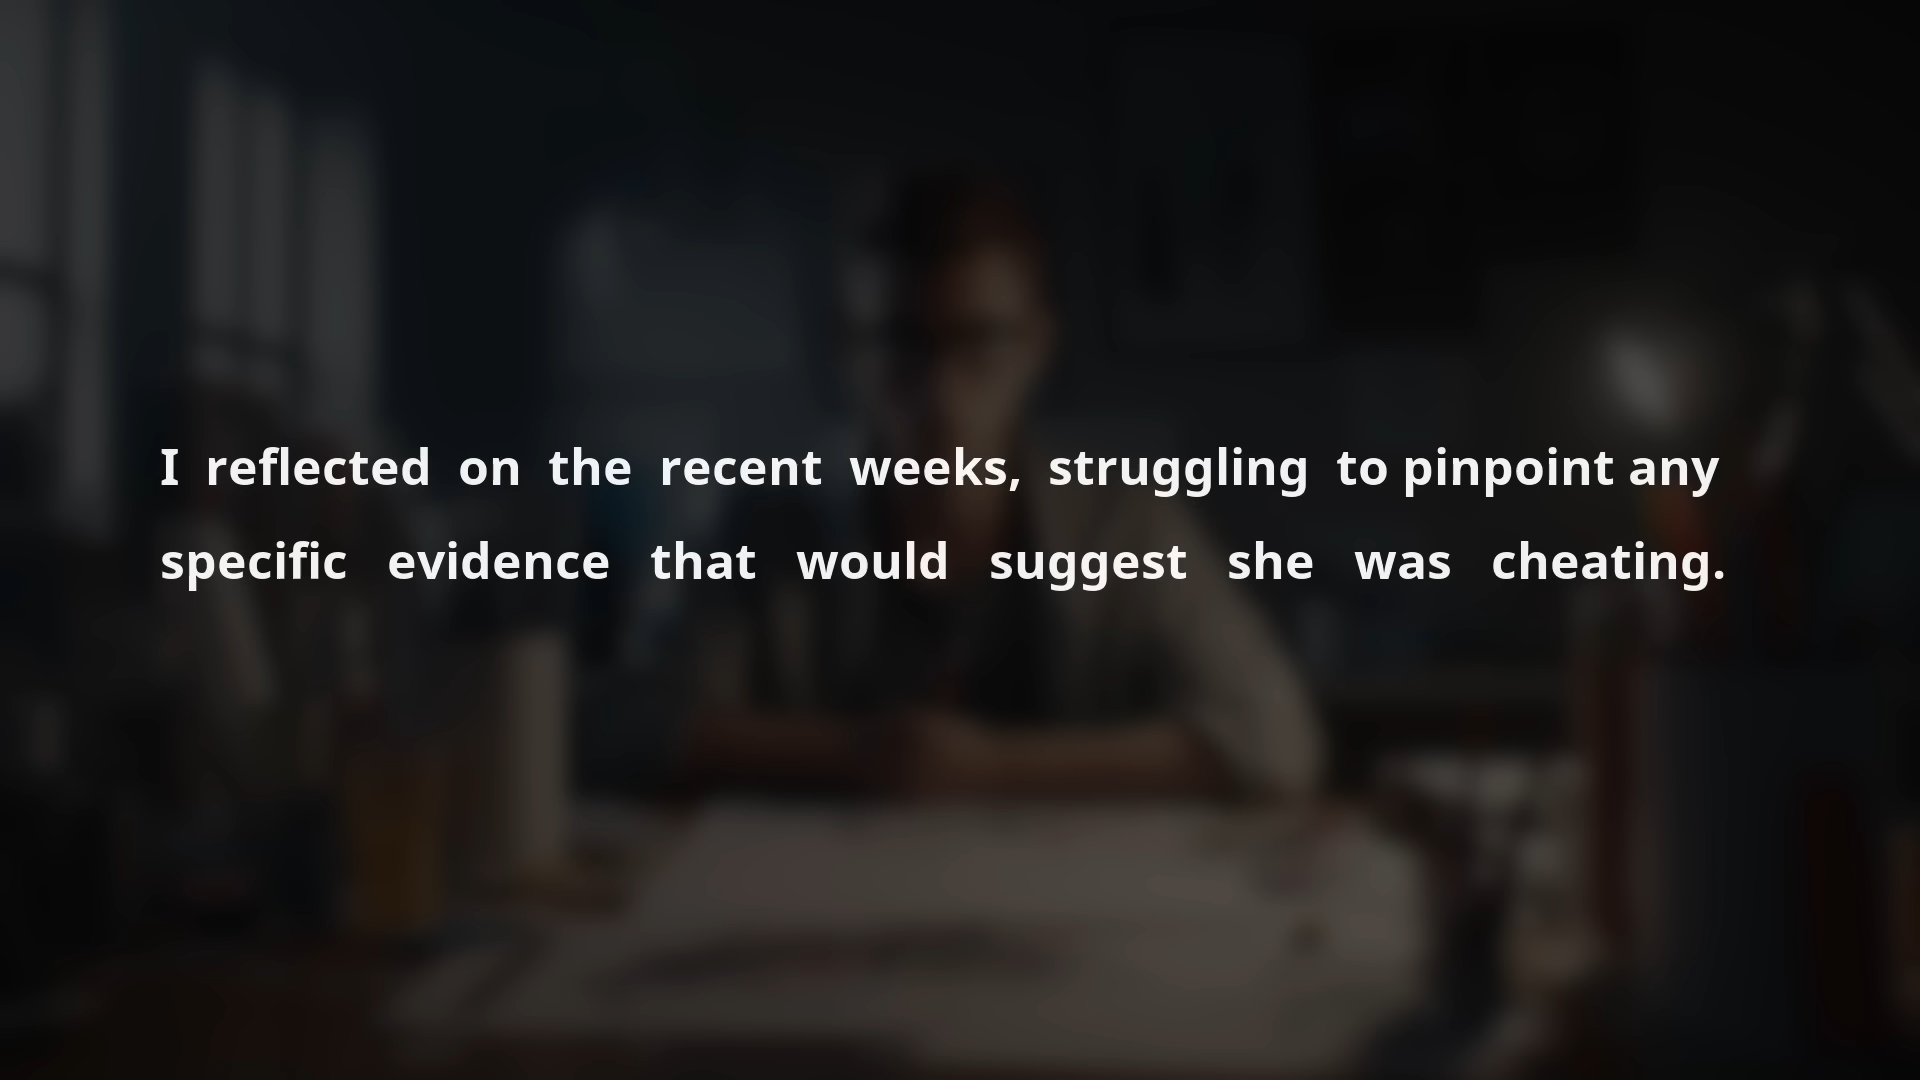 I reflected on the recent weeks, struggling to pinpoint any
specific evidence that would suggest she was cheating.